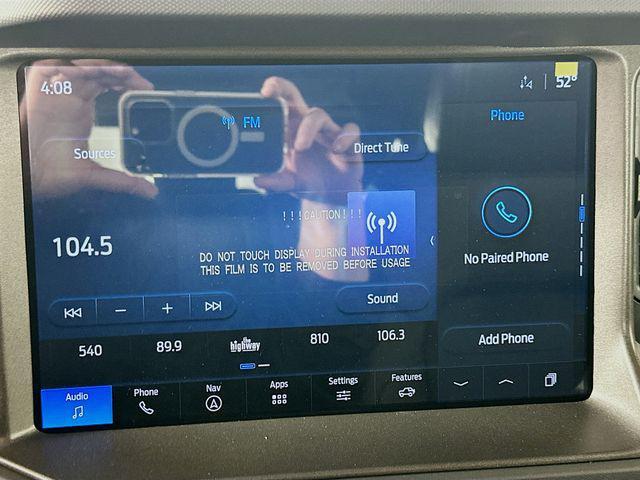 4:08
52°
FM
Phone
Sources
Direct Tune
!!!CAUTION!!!
104.5
DO NOT TOUCH DISPLAY DURING INSTALLATION
THIS FILM IS TO BE REMOVED BEFORE USAGE
No Paired Phone
Sound
540
89.9
the highway
810
106.3
Add Phone
Audio
Phone
Nav
Apps
Settings
Features